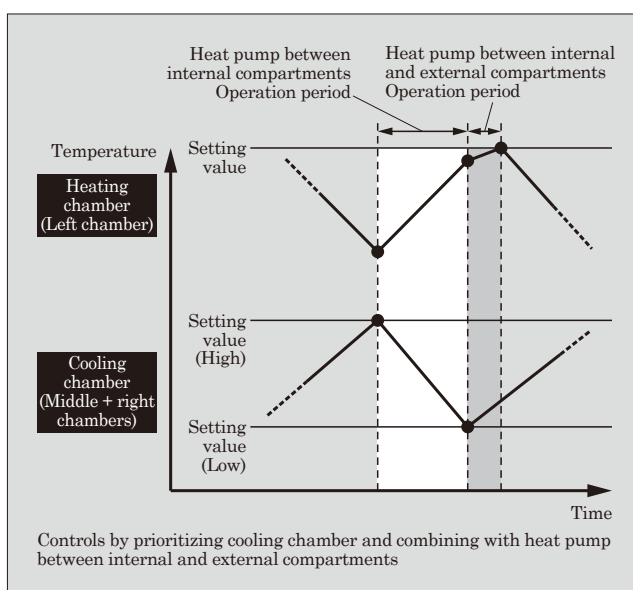 Heat pump between
internal compartments
Operation period
Heat pump between internal
and external compartments
Operation period
Temperature
Setting
value
Heating
chamber
(Left chamber)
Setting
value
(High)
Cooling
chamber
(Middle + right
chambers)
Setting
value
(Low)
Time
Controls by prioritizing cooling chamber and combining with heat pump
between internal and external compartments